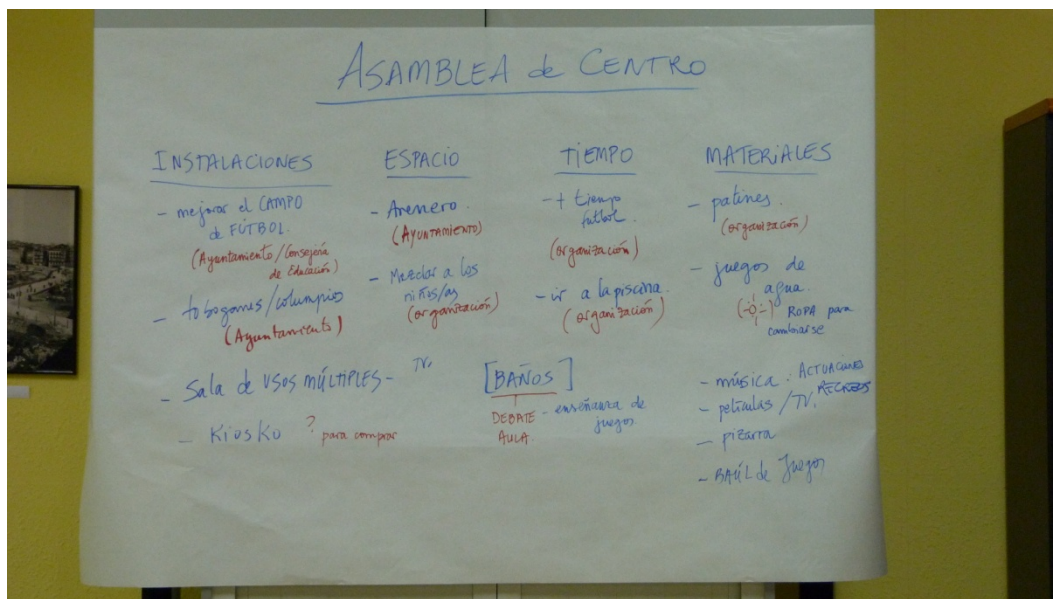 ASAMBLEA de CENTRO
INSTALACIONES
- mejorar el CAMPO
de FÚTBOL.
(Ayuntamiento/Consejería
de Educación)
- toboganes/columpios
(Ayuntamiento)
- Sala de USOS MÚLTIPLES - TV.
- Kiosko ? para comprar
ESPACIO
- Arenero.
(AYUNTAMIENTO)
- Mezclar a los
niños/as
(organización)
[BAÑOS]
DEBATE
AULA.
- enseñanza de
juegos.
TIEMPO
- + tiempo
futbol.
(organización)
- ir a la piscina.
(organización)
MATERIALES
- patines.
(organización)
- juegos de
agua.
ROPA para
cambiarse
- música: ACTUACIONES
RECREOS
- películas/TV.
- pizarra
- BAÚL de Juegos